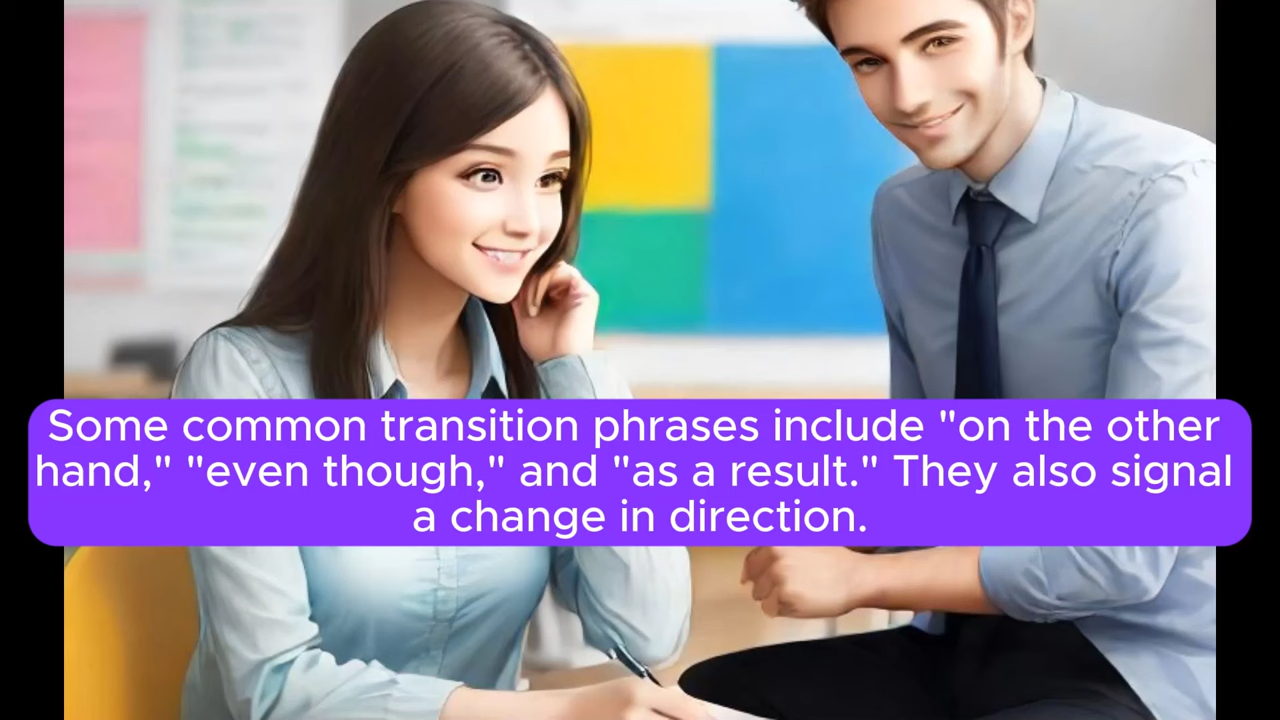 Some common transition phrases include "on the other
hand," "even though," and "as a result." They also signal
a change in direction.